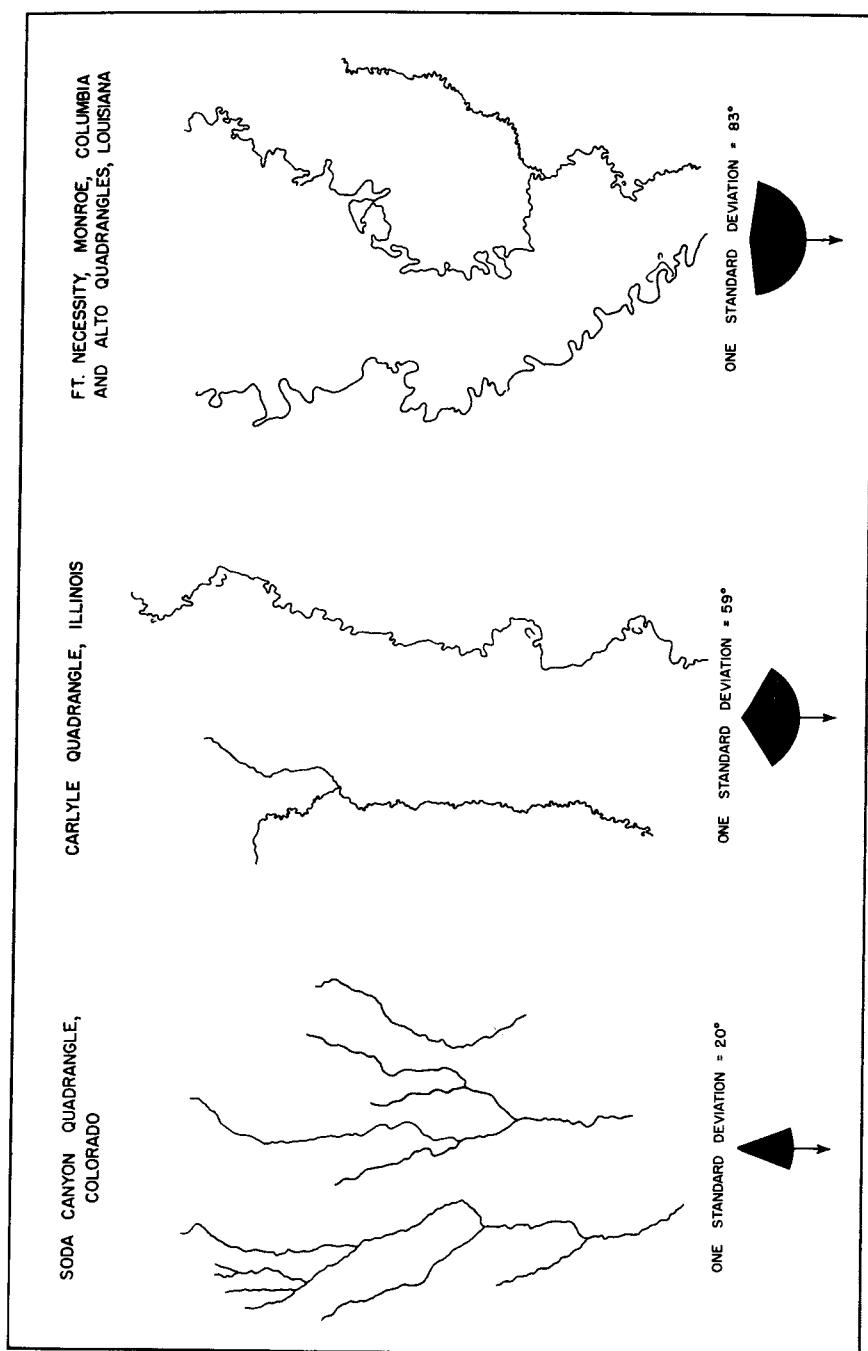 SODA CANYON QUADRANGLE,
COLORADO
ONE STANDARD DEVIATION = 20°
CARLYLE QUADRANGLE, ILLINOIS
ONE STANDARD DEVIATION = 59°
FT. NECESSITY, MONROE, COLUMBIA
AND ALTO QUADRANGLES, LOUISIANA
ONE STANDARD DEVIATION = 83°